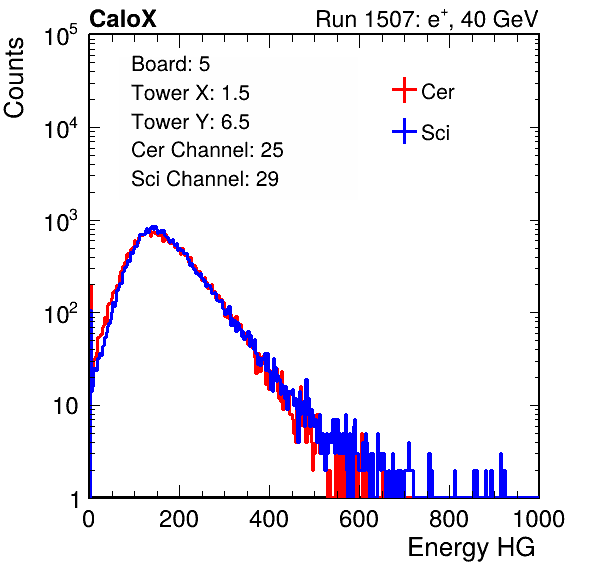 CaloX Run 1507: e⁺, 40 GeV
Counts
Board: 5
Tower X: 1.5
Tower Y: 6.5
Cer Channel: 25
Sci Channel: 29
Cer
Sci
10⁵
10⁴
10³
10²
10
1
0 200 400 600 800 1000
Energy HG